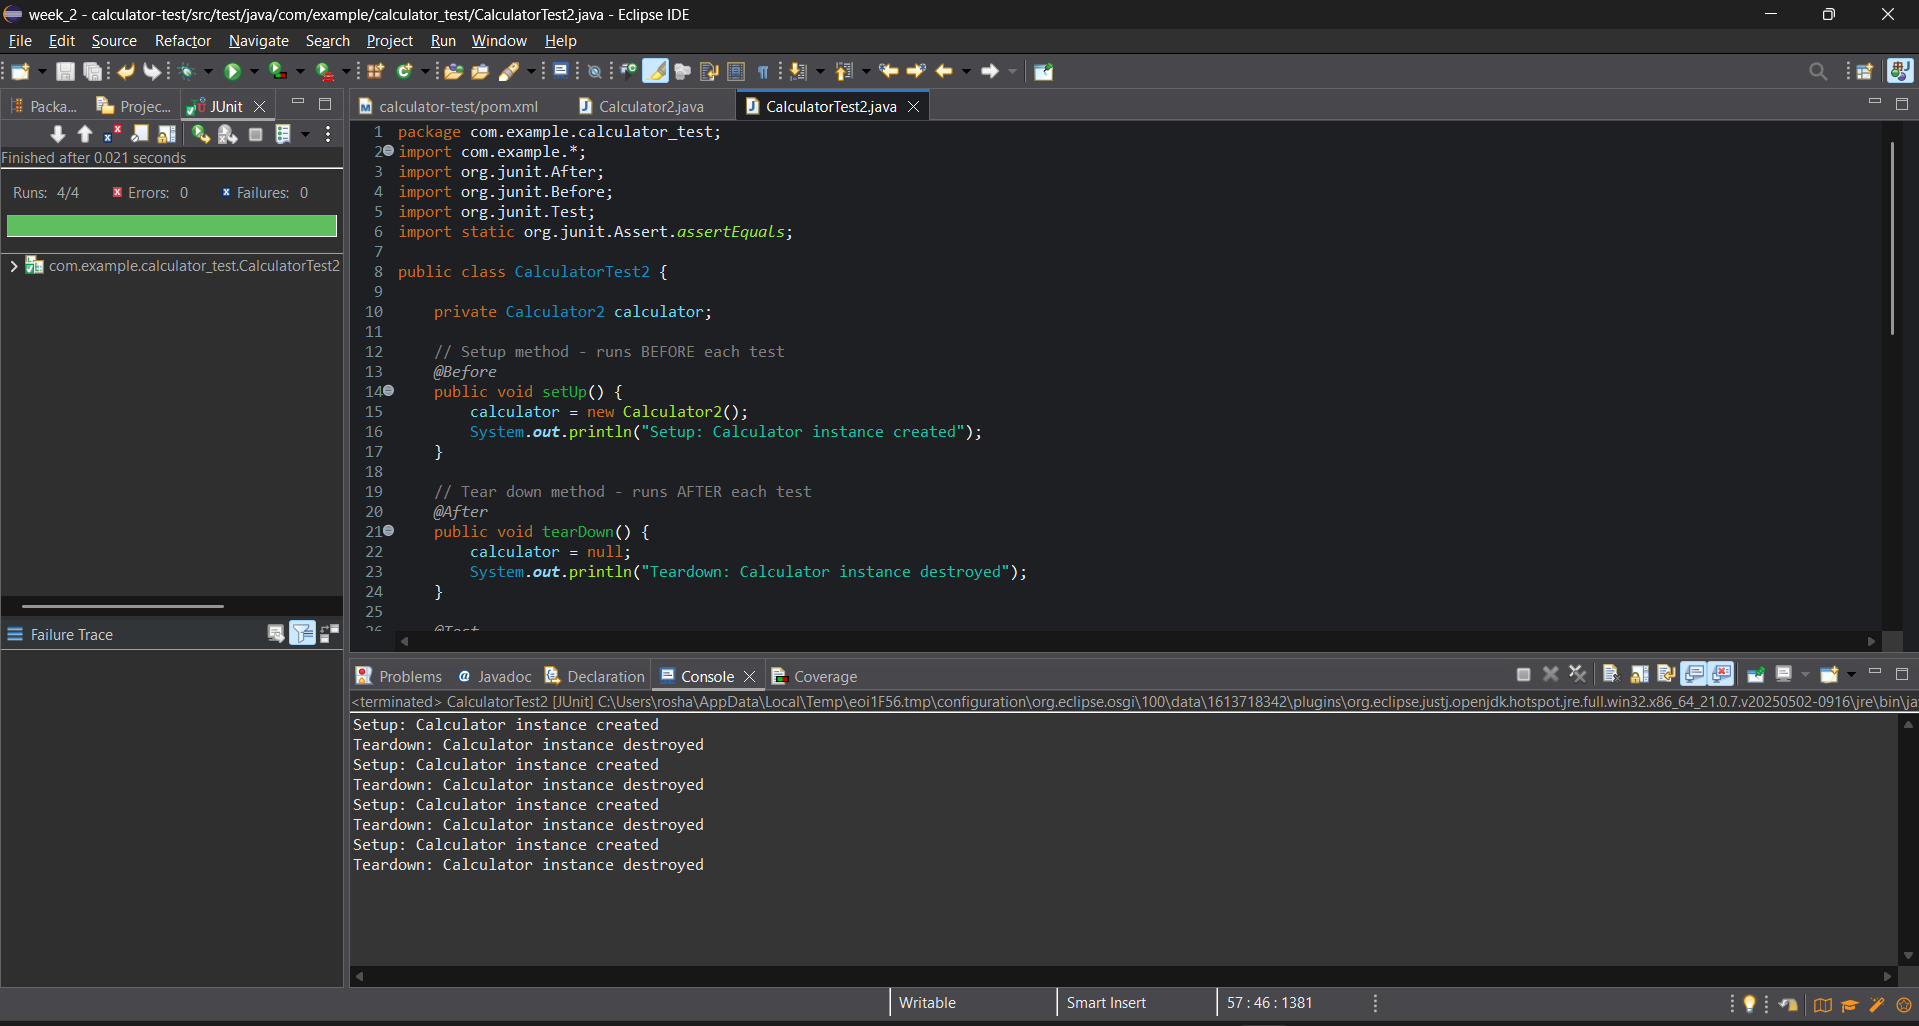 week_2 - calculator-test/src/test/java/com/example/calculator_test/CalculatorTest2.java - Eclipse IDE
File Edit Source Refactor Navigate Search Project Run Window Help
Packa... Projec... JUnit
calculator-test/pom.xml Calculator2.java CalculatorTest2.java
Finished after 0.021 seconds
Runs: 4/4 Errors: 0 Failures: 0
com.example.calculator_test.CalculatorTest2
Failure Trace
1 package com.example.calculator_test;
2 import com.example.*;
3 import org.junit.After;
4 import org.junit.Before;
5 import org.junit.Test;
6 import static org.junit.Assert.assertEquals;
7
8 public class CalculatorTest2 {
9
10 private Calculator2 calculator;
11
12 // Setup method - runs BEFORE each test
13 @Before
14 public void setUp() {
15 calculator = new Calculator2();
16 System.out.println("Setup: Calculator instance created");
17 }
18
19 // Tear down method - runs AFTER each test
20 @After
21 public void tearDown() {
22 calculator = null;
23 System.out.println("Teardown: Calculator instance destroyed");
24 }
25
26 @Test
Problems @ Javadoc Declaration Console Coverage
<terminated> CalculatorTest2 [JUnit] C:\Users\rosha\AppData\Local\Temp\eoi1F56.tmp\configuration\org.eclipse.osgi\100\data\1613718342\plugins\org.eclipse.justj.openjdk.hotspot.jre.full.win32.x86_64_21.0.7.v20250502-0916\jre\bin\ja
Setup: Calculator instance created
Teardown: Calculator instance destroyed
Setup: Calculator instance created
Teardown: Calculator instance destroyed
Setup: Calculator instance created
Teardown: Calculator instance destroyed
Setup: Calculator instance created
Teardown: Calculator instance destroyed
Writable Smart Insert 57 : 46 : 1381